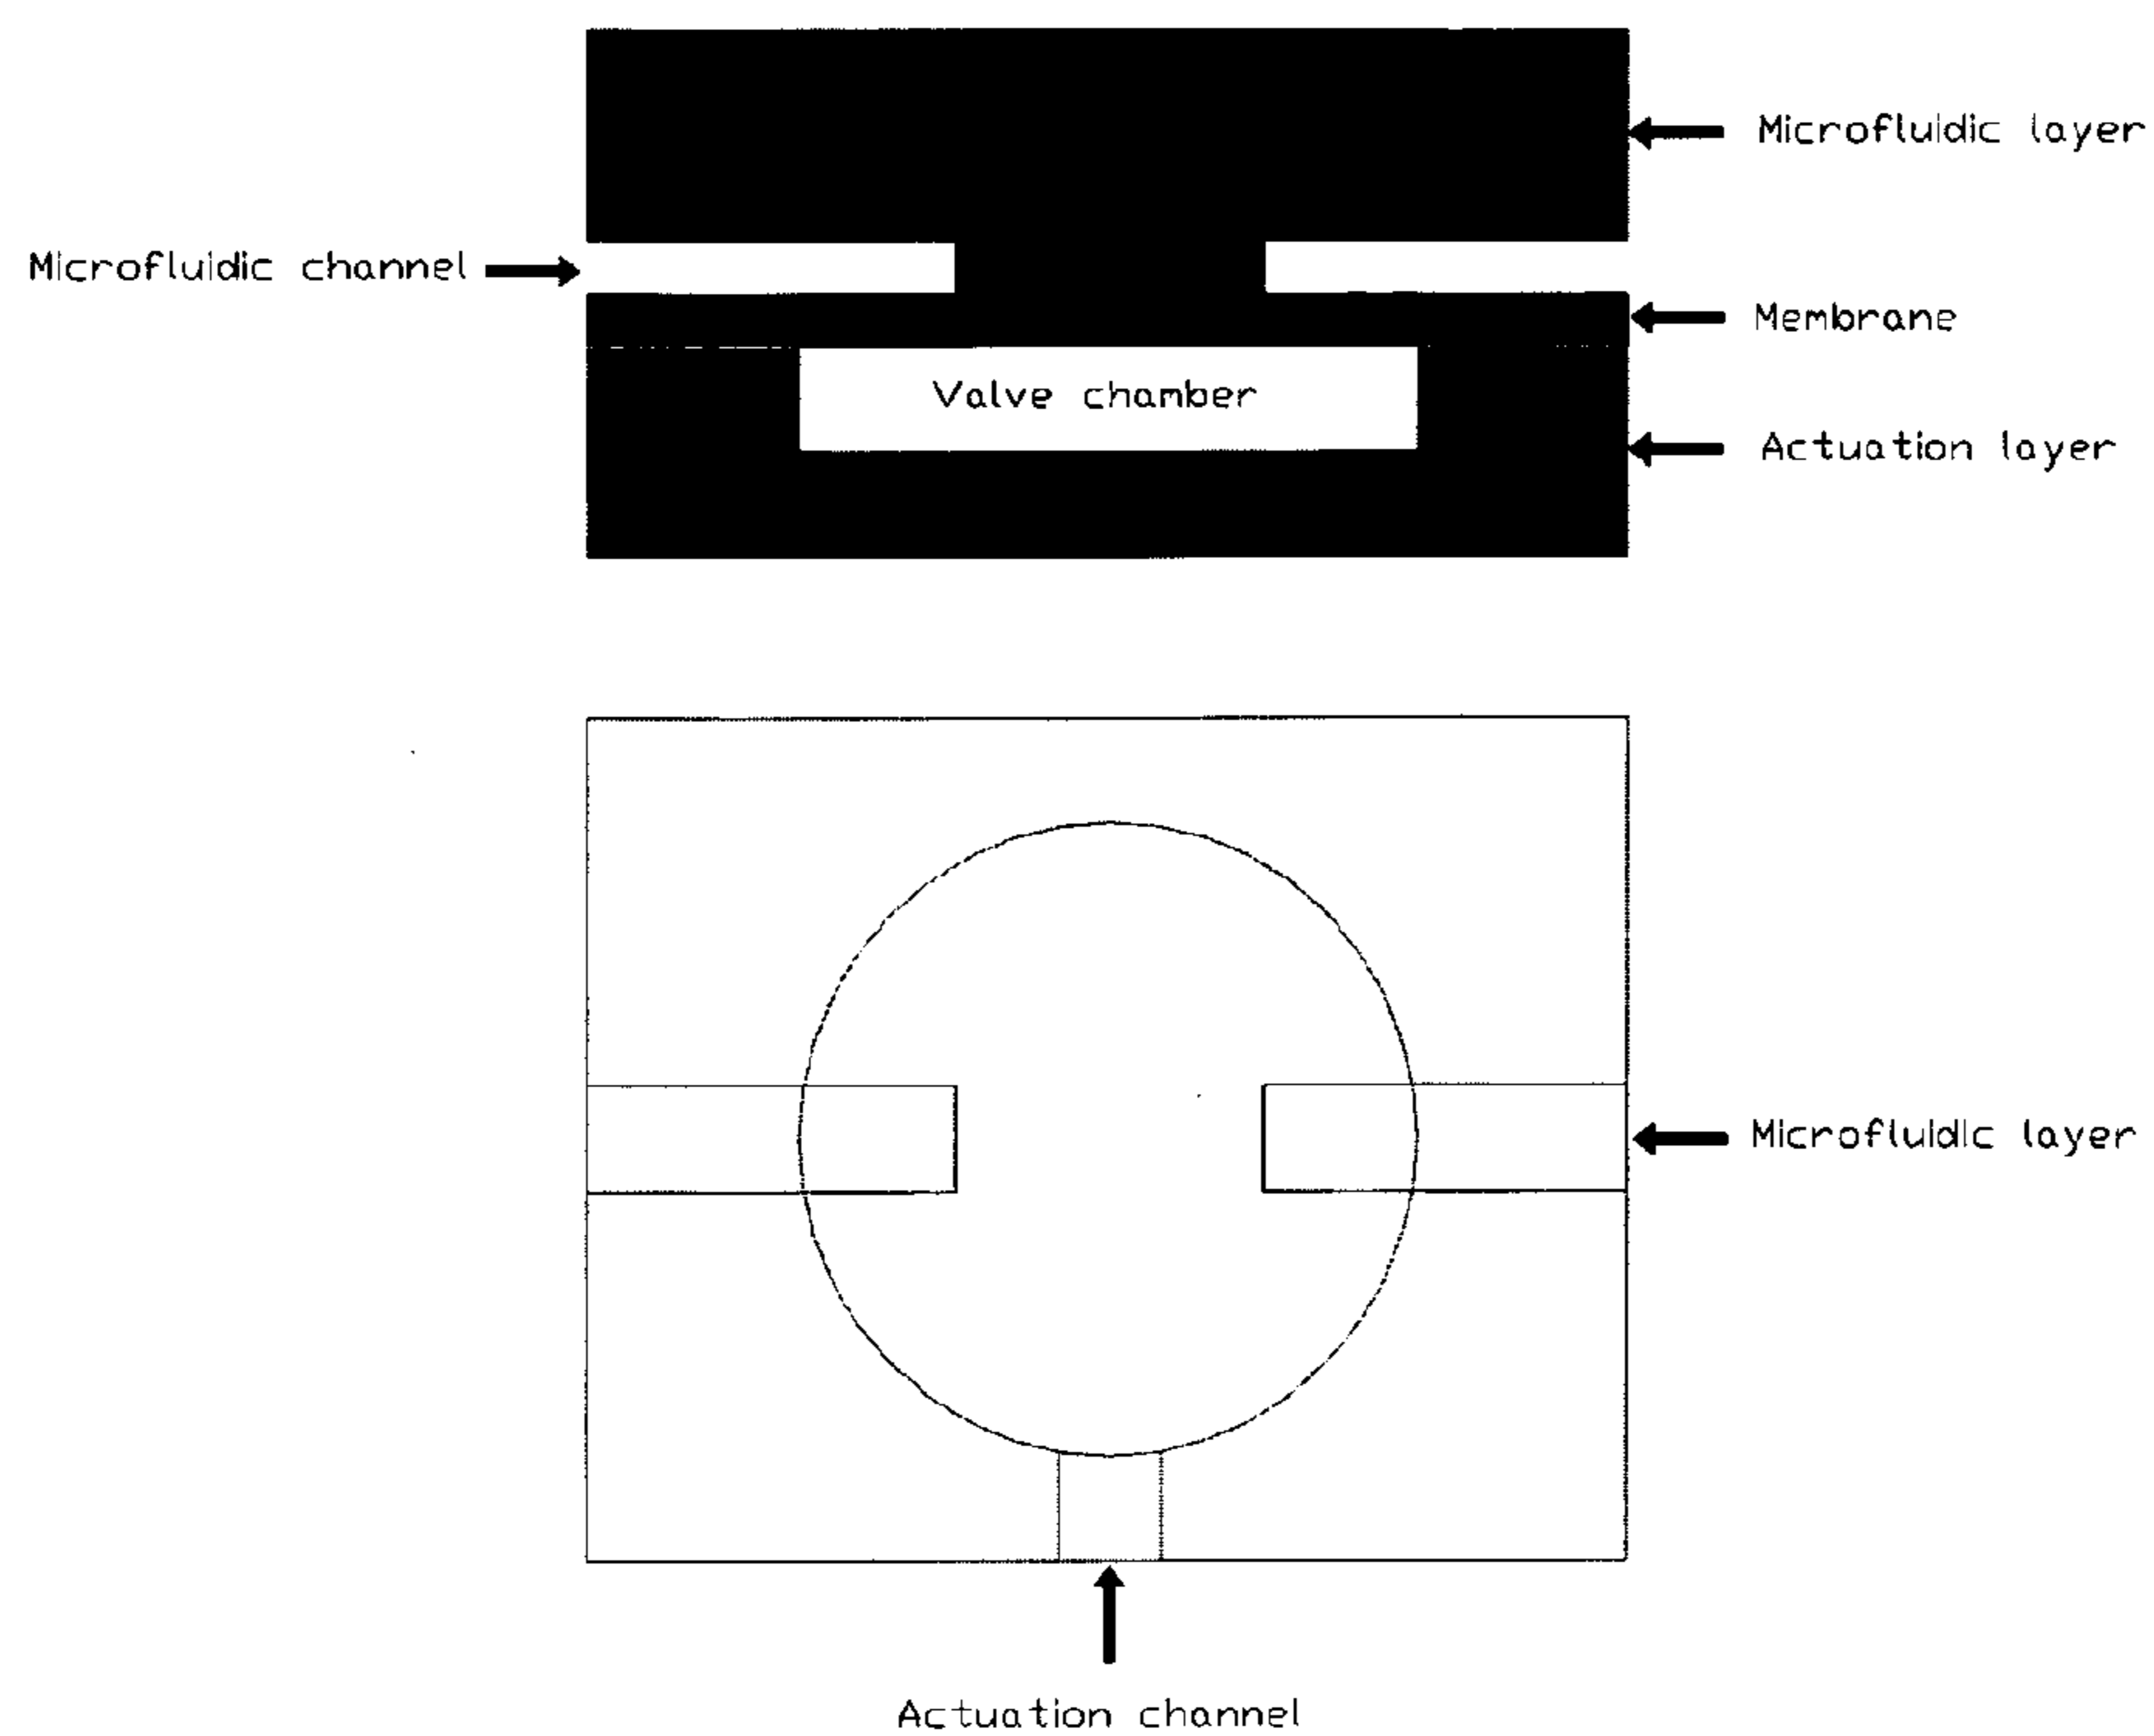 Microfluidic layer
Microfluidic channel
Membrane
Valve chamber
Actuation layer
Microfluidic layer
Actuation channel